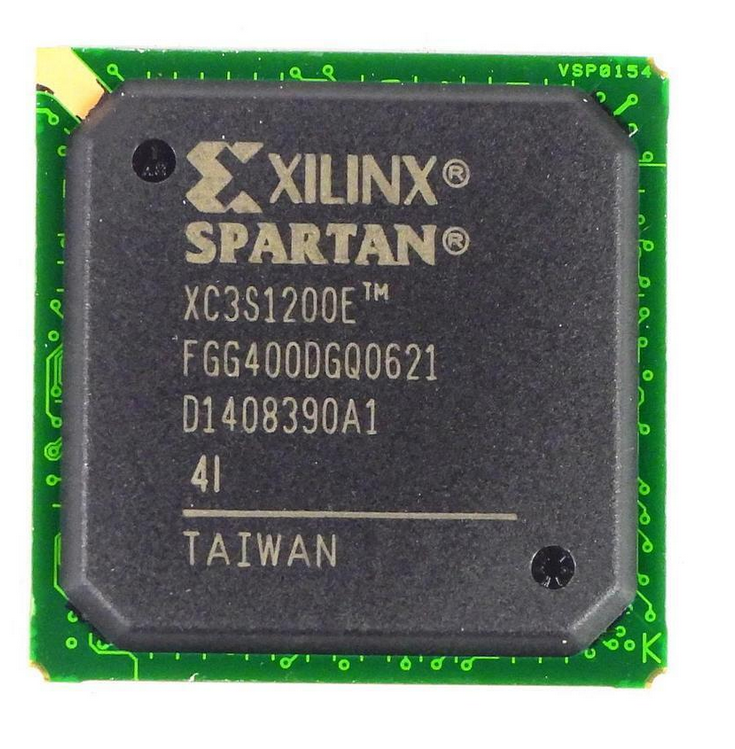 VSP0154
XILINX®
SPARTAN®
XC3S1200E™
FGG400DGQ0621
D1408390A1
4I
TAIWAN
K